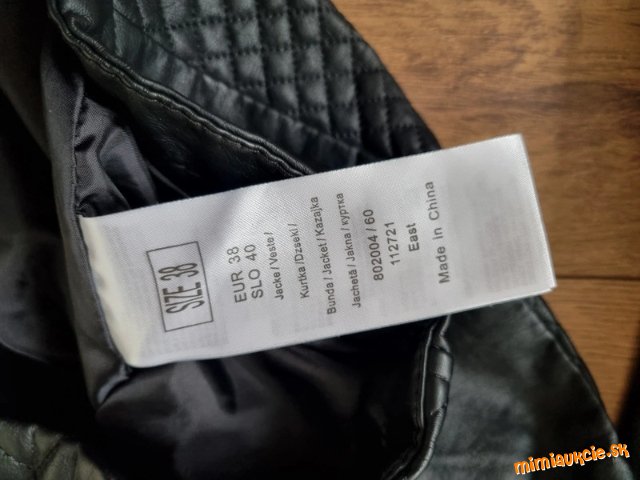 SIZE 38
EUR 38
SLO 40
Jacke / Veste /
Kurtka / Dzseki /
Bunda / Jacket / Kazajka
Jachetă / Jakna / куртка
802004 / 60
112721
East
Made In China
mimiaukcie.sk